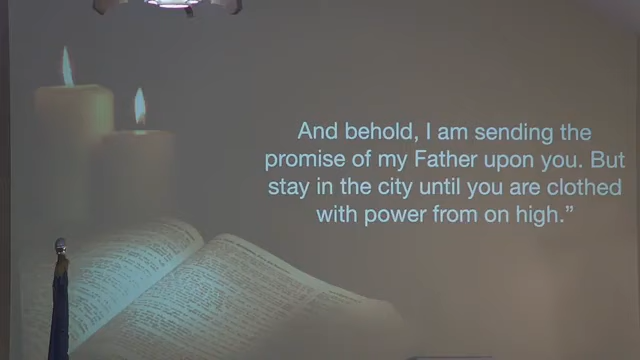 And behold, I am sending the
promise of my Father upon you. But
stay in the city until you are clothed
with power from on high.”